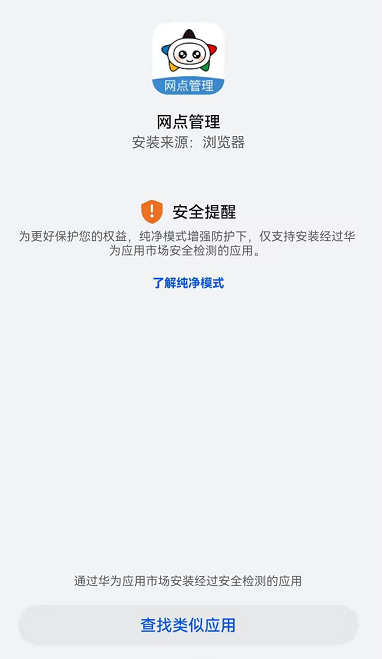 网点管理
网点管理
安装来源：浏览器
安全提醒
为更好保护您的权益，纯净模式增强防护下，仅支持安装经过华
为应用市场安全检测的应用。
了解纯净模式
通过华为应用市场安装经过安全检测的应用
查找类似应用